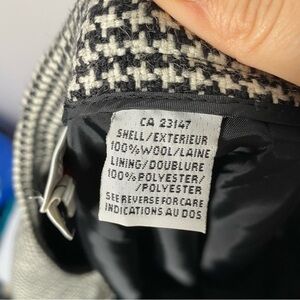 CA 23147
SHELL/EXTERIEUR
100% WOOL/LAINE
LINING/DOUBLURE
100% POLYESTER/
/POLYESTER
SEE REVERSE FOR CARE
INDICATIONS AU DOS